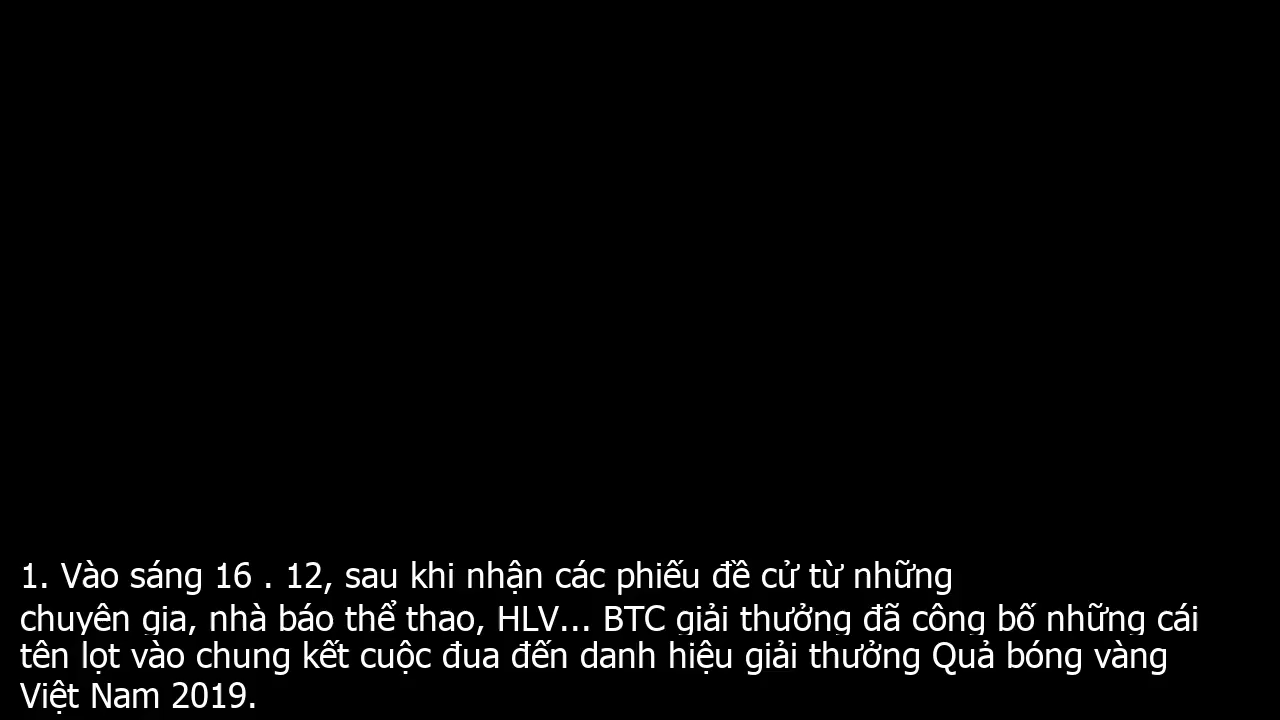 1. Vào sáng 16 . 12, sau khi nhận các phiếu đề cử từ những
chuyên gia, nhà báo thể thao, HLV... BTC giải thưởng đã công bố những cái
tên lọt vào chung kết cuộc đua đến danh hiệu giải thưởng Quả bóng vàng
Việt Nam 2019.